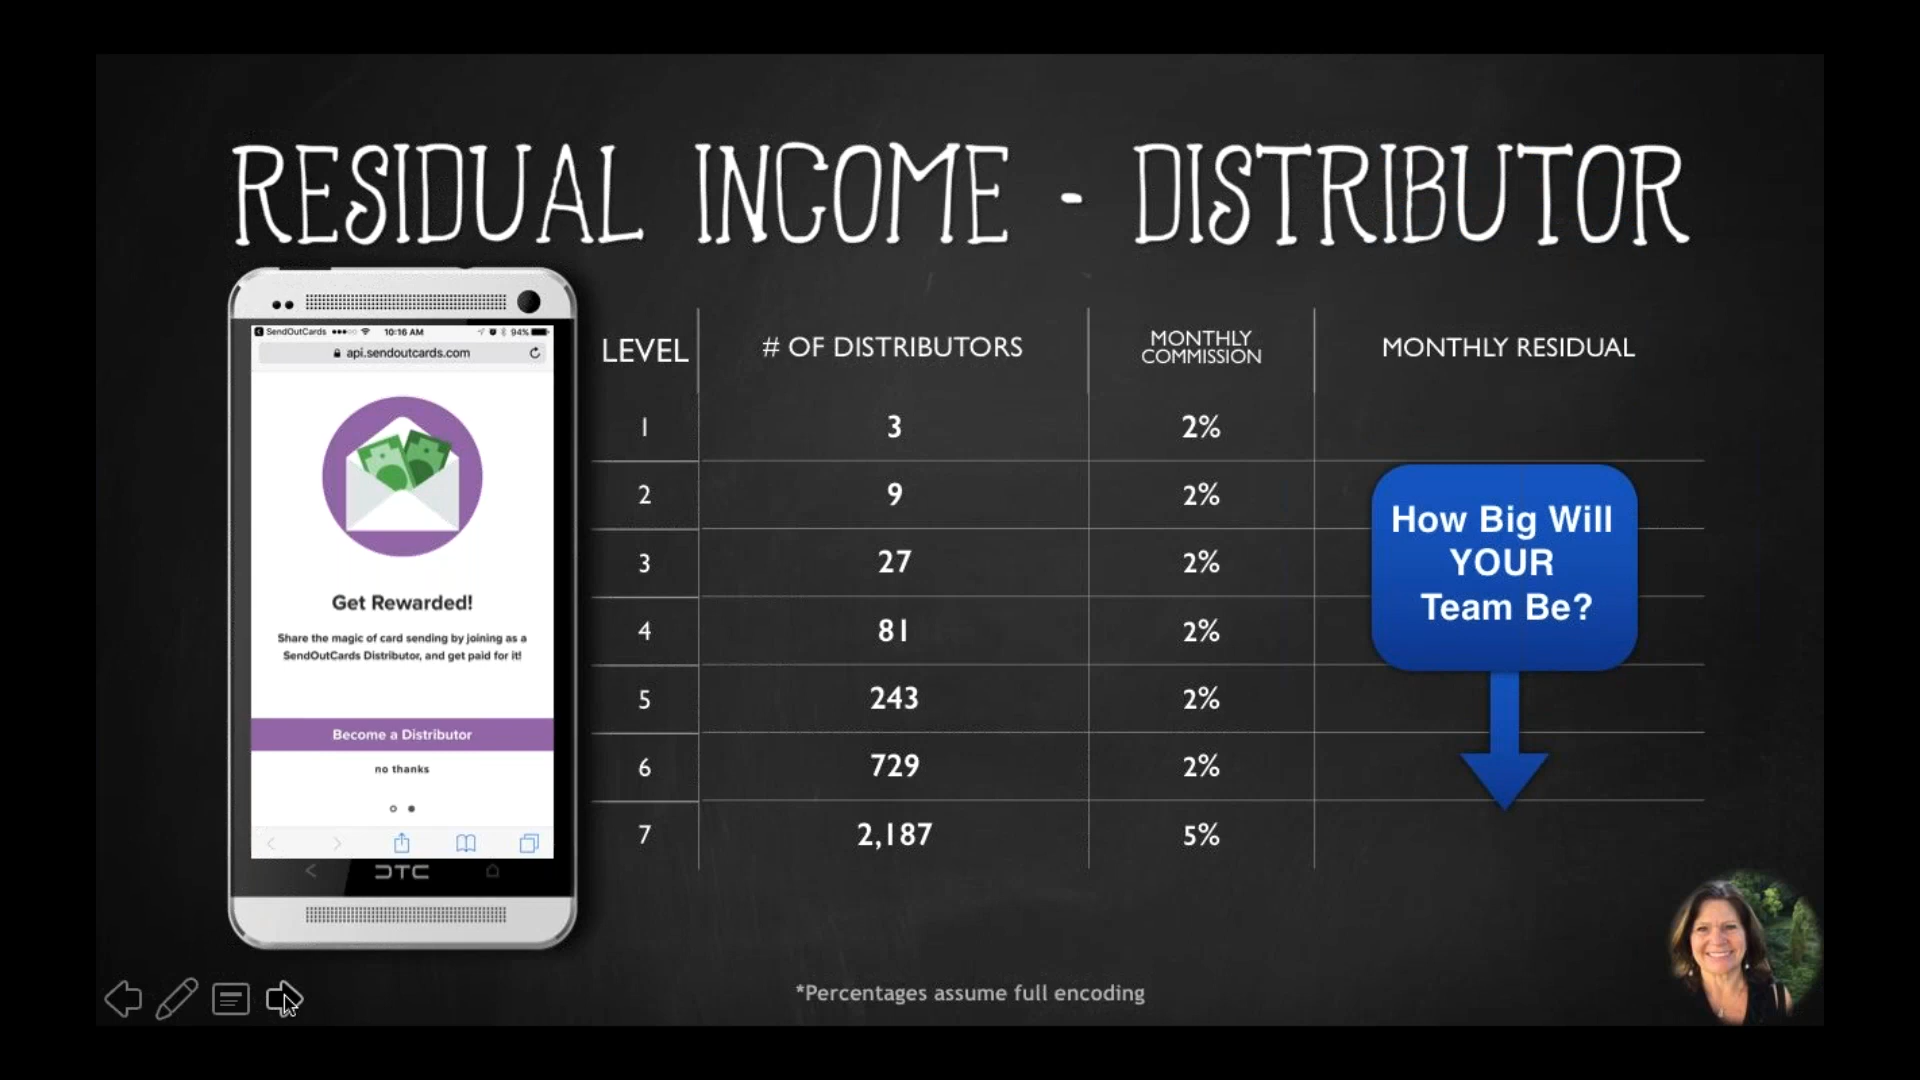 RESIDUAL INCOME - DISTRIBUTOR
SendOutCards 10:16 AM 94%
api.sendoutcards.com
Get Rewarded!
Share the magic of card sending by joining as a
SendOutCards Distributor, and get paid for it!
Become a Distributor
no thanks
LEVEL # OF DISTRIBUTORS MONTHLY COMMISSION MONTHLY RESIDUAL
1 3 2%
2 9 2%
3 27 2%
4 81 2%
5 243 2%
6 729 2%
7 2,187 5%
How Big Will
YOUR
Team Be?
*Percentages assume full encoding